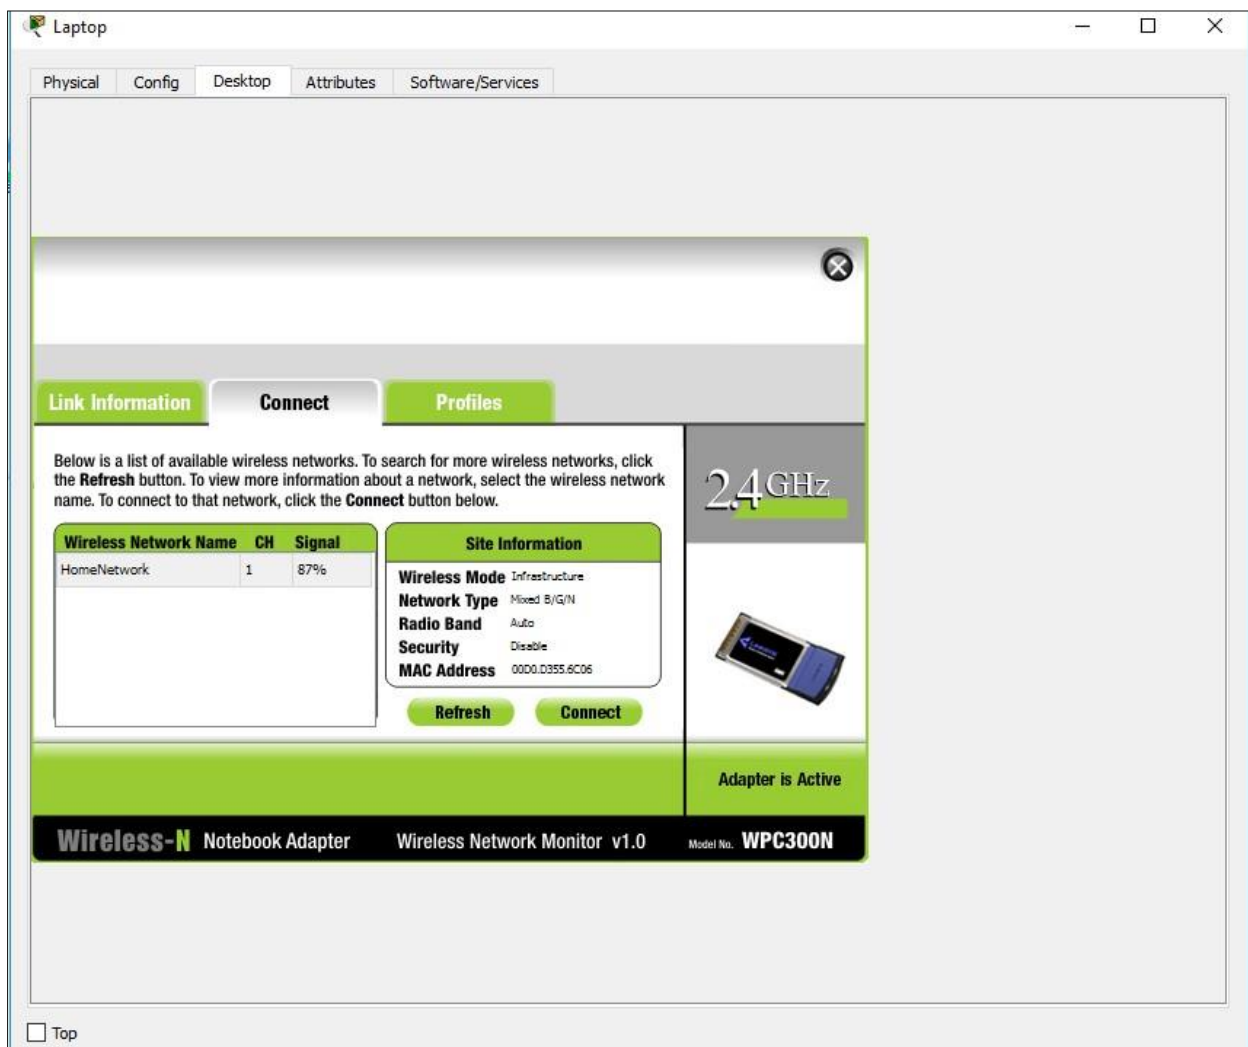 Laptop
Physical Config Desktop Attributes Software/Services
Link Information Connect Profiles
Below is a list of available wireless networks. To search for more wireless networks, click
the Refresh button. To view more information about a network, select the wireless network
name. To connect to that network, click the Connect button below.
2.4GHz
Wireless Network Name CH Signal
HomeNetwork 1 87%
Site Information
Wireless Mode Infrastructure
Network Type Mixed B/G/N
Radio Band Auto
Security Disable
MAC Address 00D0.D355.6C06
Refresh Connect
Adapter is Active
Wireless-N Notebook Adapter Wireless Network Monitor v1.0 Model No. WPC300N
Top